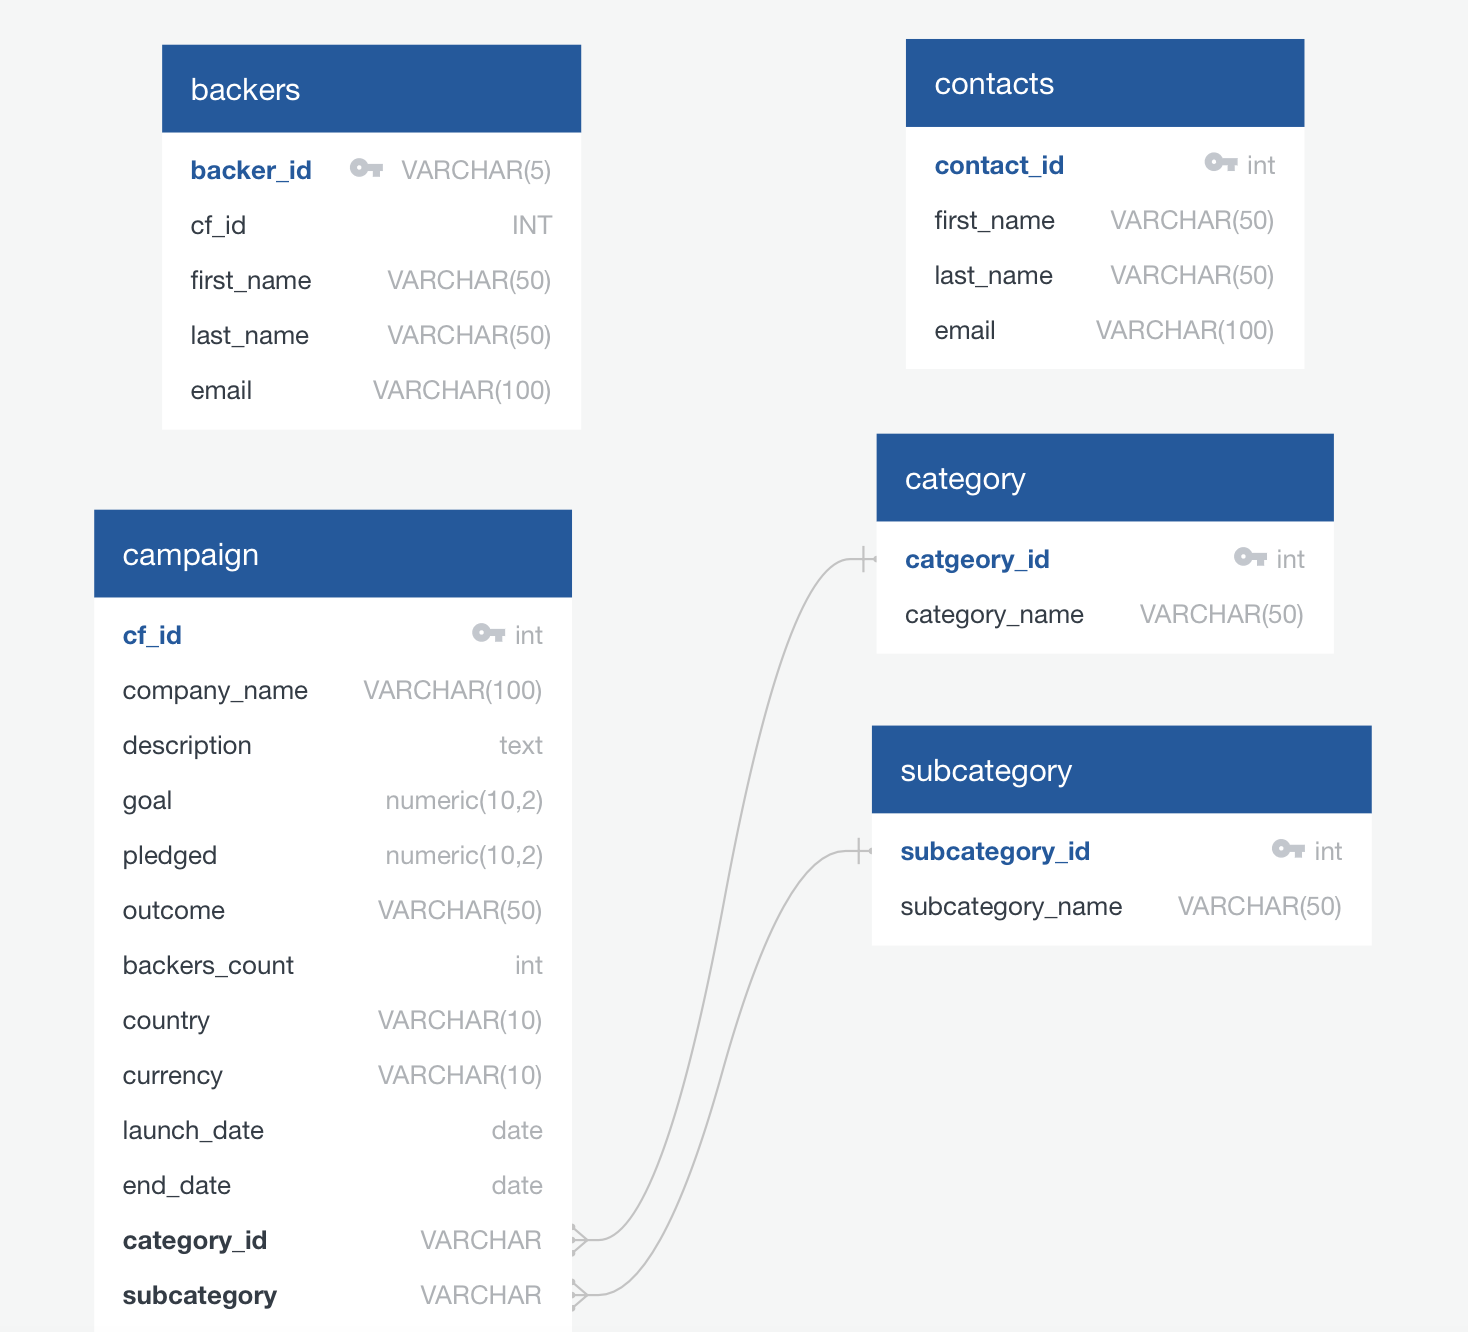 backers
backer_id VARCHAR(5)
cf_id INT
first_name VARCHAR(50)
last_name VARCHAR(50)
email VARCHAR(100)
contacts
contact_id int
first_name VARCHAR(50)
last_name VARCHAR(50)
email VARCHAR(100)
category
catgeory_id int
category_name VARCHAR(50)
campaign
cf_id int
company_name VARCHAR(100)
description text
goal numeric(10,2)
pledged numeric(10,2)
outcome VARCHAR(50)
backers_count int
country VARCHAR(10)
currency VARCHAR(10)
launch_date date
end_date date
category_id VARCHAR
subcategory VARCHAR
subcategory
subcategory_id int
subcategory_name VARCHAR(50)